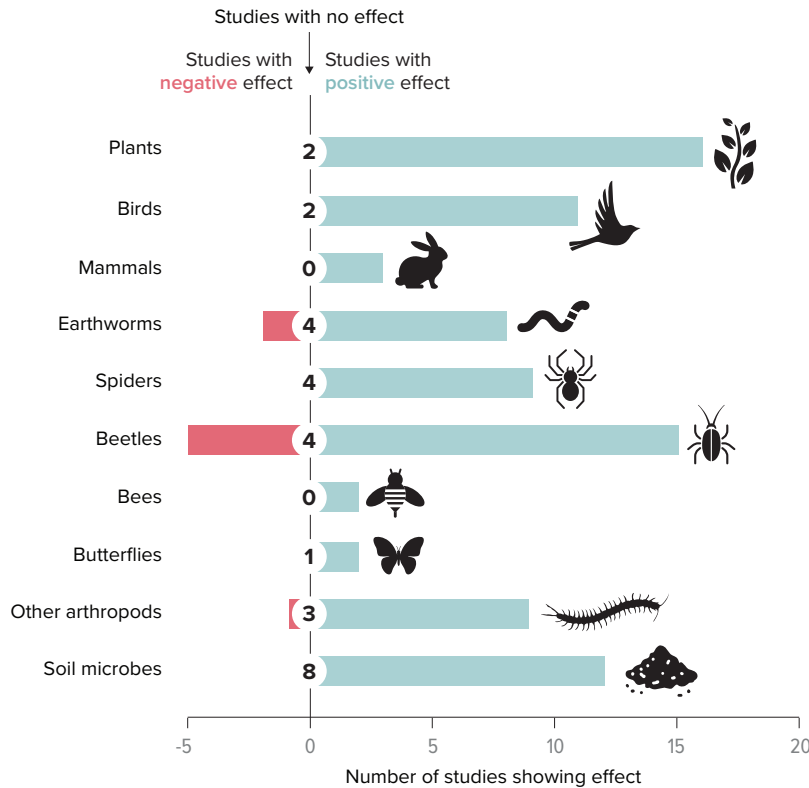 Studies with no effect
Studies with
negative effect
Studies with
positive effect
Plants 2
Birds 2
Mammals 0
Earthworms 4
Spiders 4
Beetles 4
Bees 0
Butterflies 1
Other arthropods 3
Soil microbes 8
-5 0 5 10 15 20
Number of studies showing effect